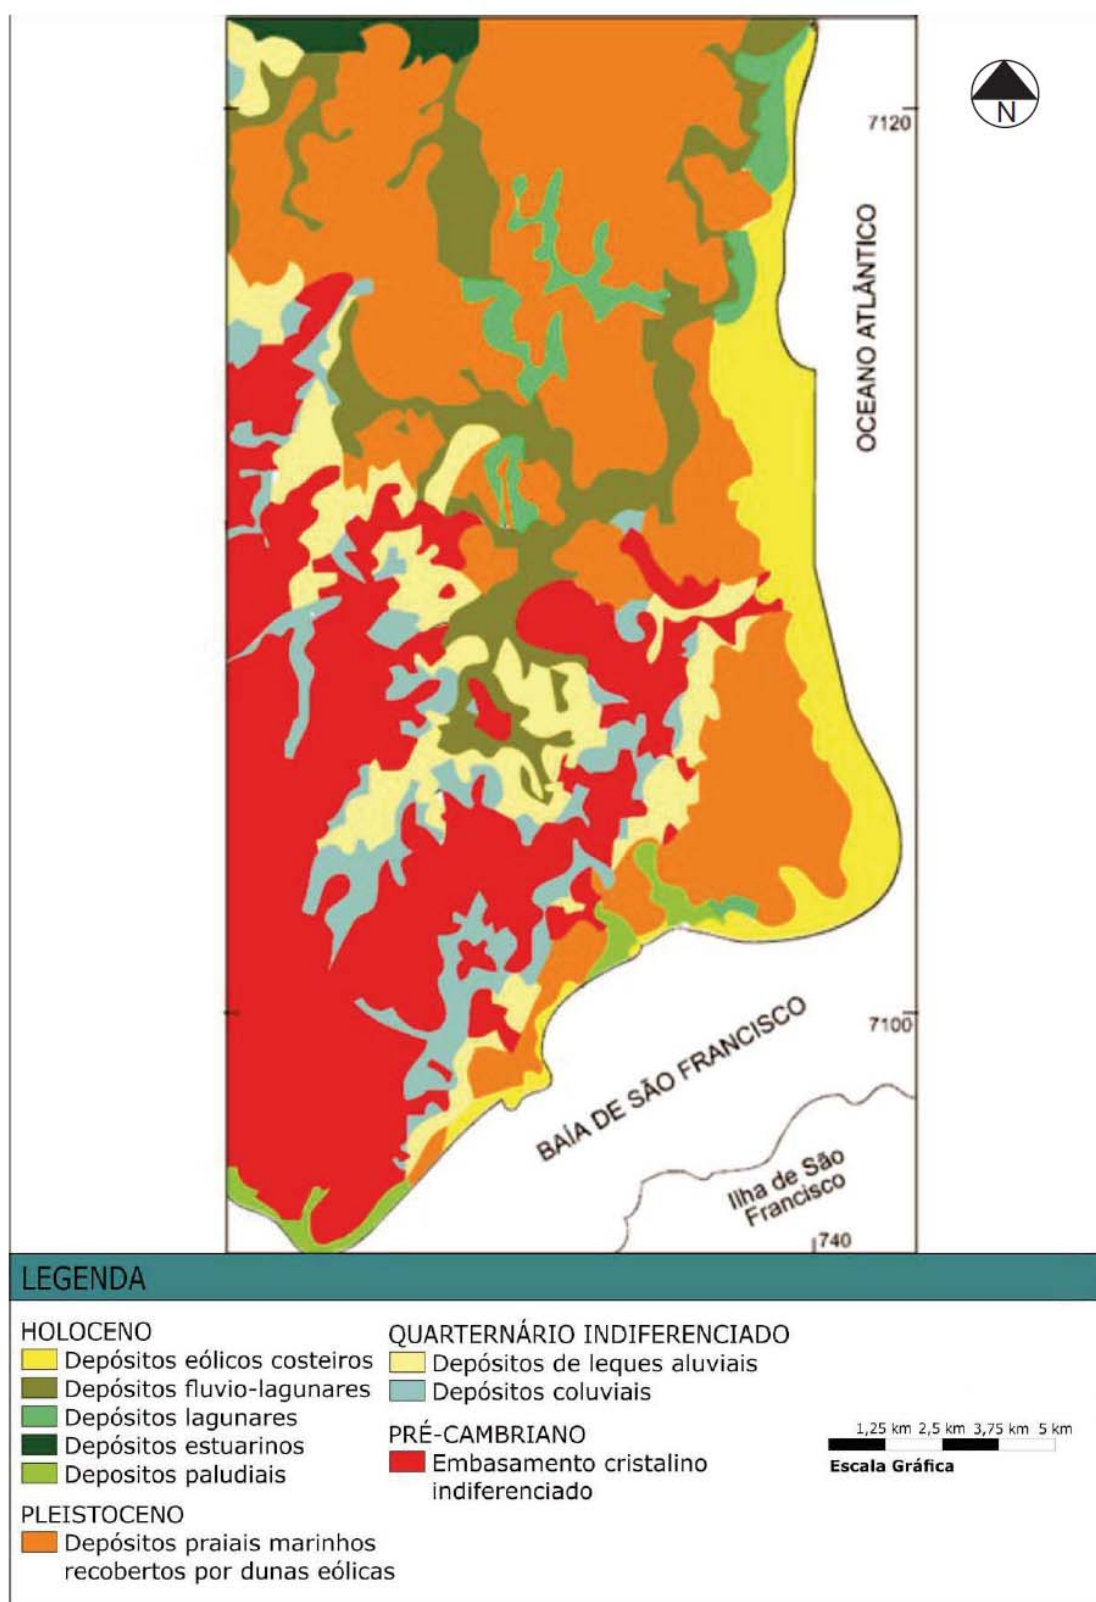 N
7120
OCEANO ATLÂNTICO
7100
BAÍA DE SÃO FRANCISCO
Ilha de São
Francisco
740
LEGENDA
HOLOCENO
Depósitos eólicos costeiros
Depósitos fluvio-lagunares
Depósitos lagunares
Depósitos estuarinos
Depositos paludiais
PLEISTOCENO
Depósitos praiais marinhos
recobertos por dunas eólicas
QUARTERNÁRIO INDIFERENCIADO
Depósitos de leques aluviais
Depósitos coluviais
PRÉ-CAMBRIANO
Embasamento cristalino
indiferenciado
1,25 km 2,5 km 3,75 km 5 km
Escala Gráfica